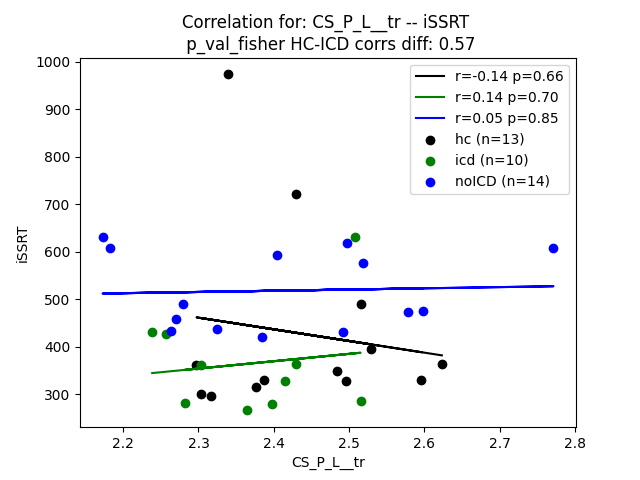 Correlation for: CS_P_L__tr -- iSSRT
p_val_fisher HC-ICD corrs diff: 0.57
r=-0.14 p=0.66
r=0.14 p=0.70
r=0.05 p=0.85
hc (n=13)
icd (n=10)
noICD (n=14)
1000
900
800
700
600
500
400
300
iSSRT
2.2 2.3 2.4 2.5 2.6 2.7 2.8
CS_P_L__tr